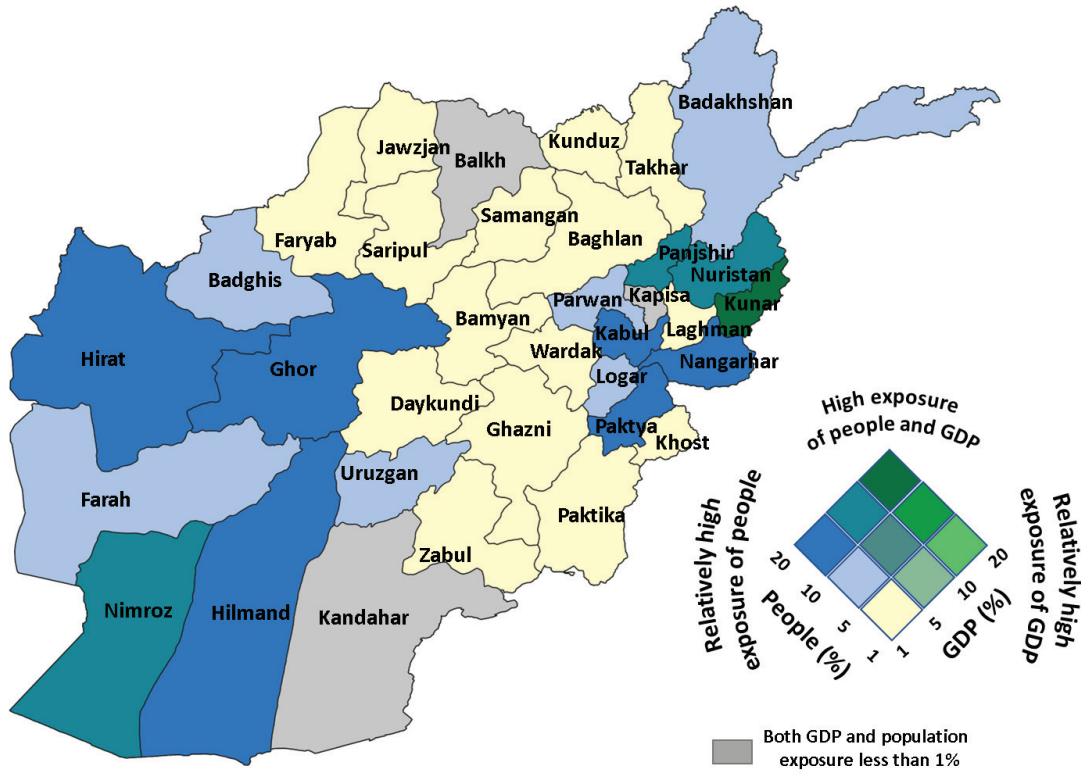 Badakhshan
Jawzjan
Balkh
Kunduz
Takhar
Samangan
Faryab
Saripul
Baghlan
Panjshir
Nuristan
Badghis
Parwan
Kapisa
Kunar
Bamyan
Kabul
Laghman
Hirat
Ghor
Wardak
Nangarhar
Logar
Daykundi
Ghazni
Paktya
Khost
Uruzgan
Farah
Paktika
Zabul
Nimroz
Hilmand
Kandahar
High exposure
of people and GDP
Relatively high
exposure of people
Relatively high
exposure of GDP
20
10
5
1
People (%)
1
5
10
20
GDP (%)
Both GDP and population
exposure less than 1%